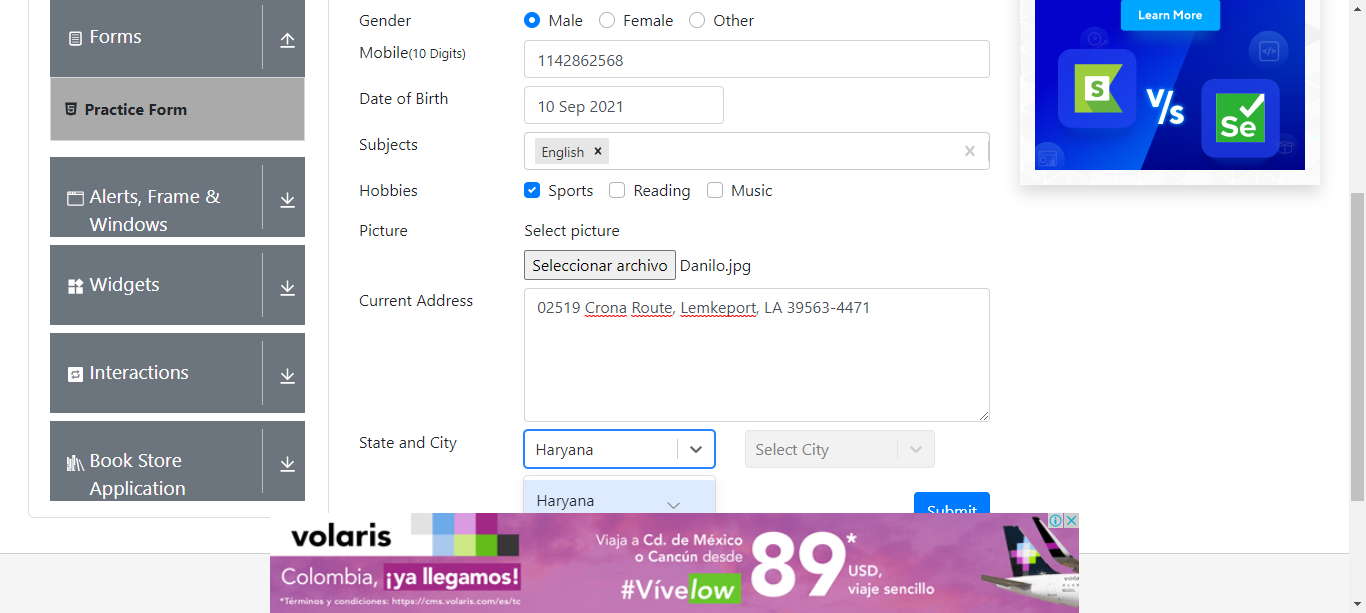 Forms
Practice Form
Alerts, Frame &
Windows
Widgets
Interactions
Book Store
Application
Gender
Male
Female
Other
Mobile(10 Digits)
1142862568
Date of Birth
10 Sep 2021
Subjects
English
Hobbies
Sports
Reading
Music
Picture
Select picture
Seleccionar archivo Danilo.jpg
Current Address
02519 Crona Route, Lemkeport, LA 39563-4471
State and City
Haryana
Select City
Haryana
Submit
Learn More
S
V/s
Se
volaris
Colombia, ¡ya llegamos!
*Términos y condiciones: https://cms.volaris.com/es/tc
Viaja a Cd. de México
o Cancún desde
#Vívelow
89*
USD,
viaje sencillo